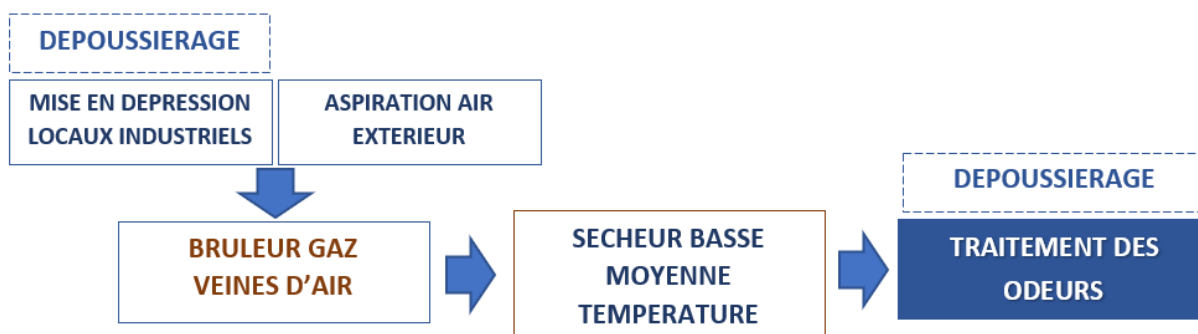 DEPOUSSIERAGE
MISE EN DEPRESSION
LOCAUX INDUSTRIELS
ASPIRATION AIR
EXTERIEUR
BRULEUR GAZ
VEINES D’AIR
SECHEUR BASSE
MOYENNE
TEMPERATURE
DEPOUSSIERAGE
TRAITEMENT DES
ODEURS